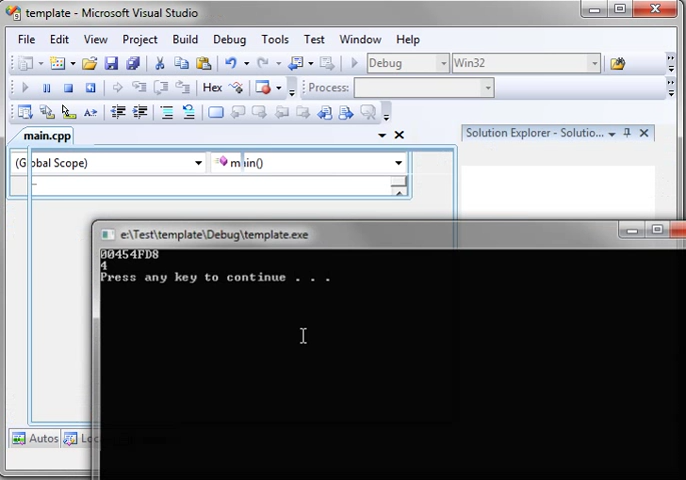 template - Microsoft Visual Studio
File Edit View Project Build Debug Tools Test Window Help
Debug Win32
Hex Process:
main.cpp
Solution Explorer - Solutio...
(Global Scope) main()
e:\Test\template\Debug\template.exe
00454FD8
4
Press any key to continue . . .
Autos